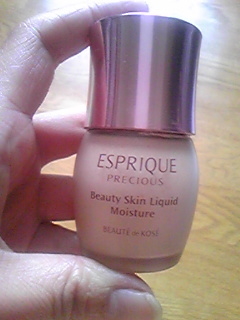 ESPRIQUE
PRECIOUS
Beauty Skin Liquid
Moisture
BEAUTÉ de KOSÉ